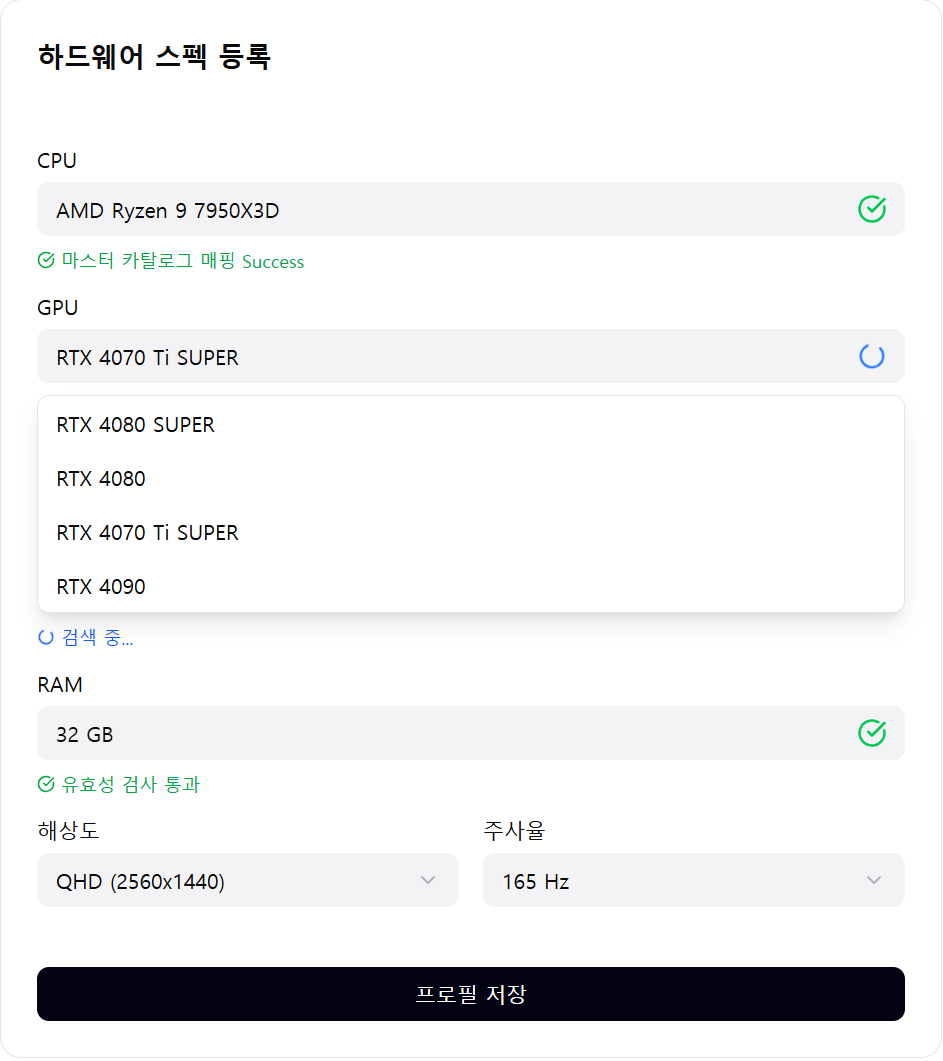 하드웨어 스펙 등록
CPU
AMD Ryzen 9 7950X3D
마스터 카탈로그 매핑 Success
GPU
RTX 4070 Ti SUPER
RTX 4080 SUPER
RTX 4080
RTX 4070 Ti SUPER
RTX 4090
검색 중...
RAM
32 GB
유효성 검사 통과
해상도 주사율
QHD (2560x1440) 165 Hz
프로필 저장